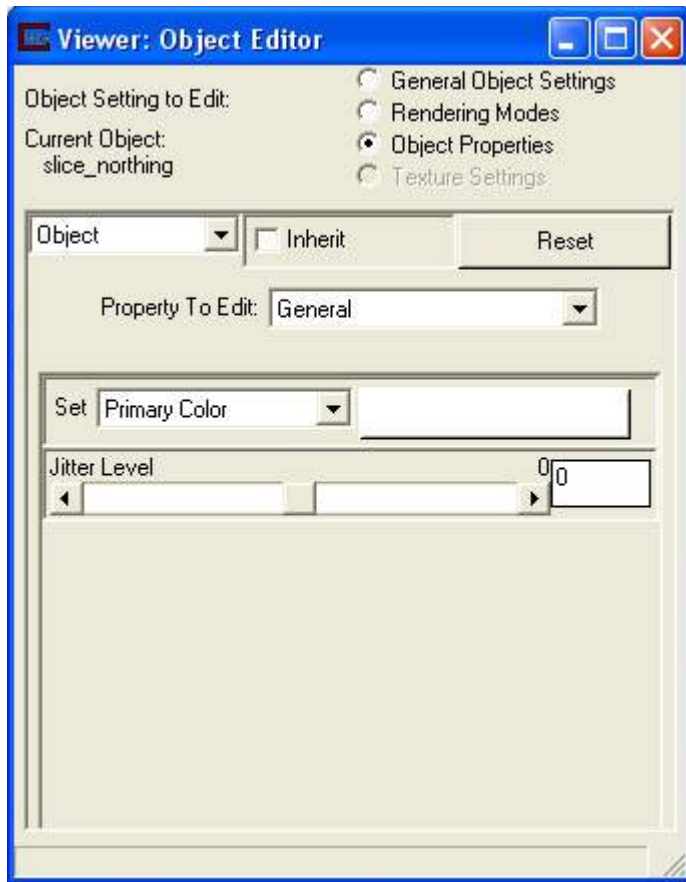 Viewer: Object Editor
Object Setting to Edit:
General Object Settings
Rendering Modes
Object Properties
Texture Settings
Current Object:
slice_northing
Object
Inherit
Reset
Property To Edit: General
Set Primary Color
Jitter Level 0 0